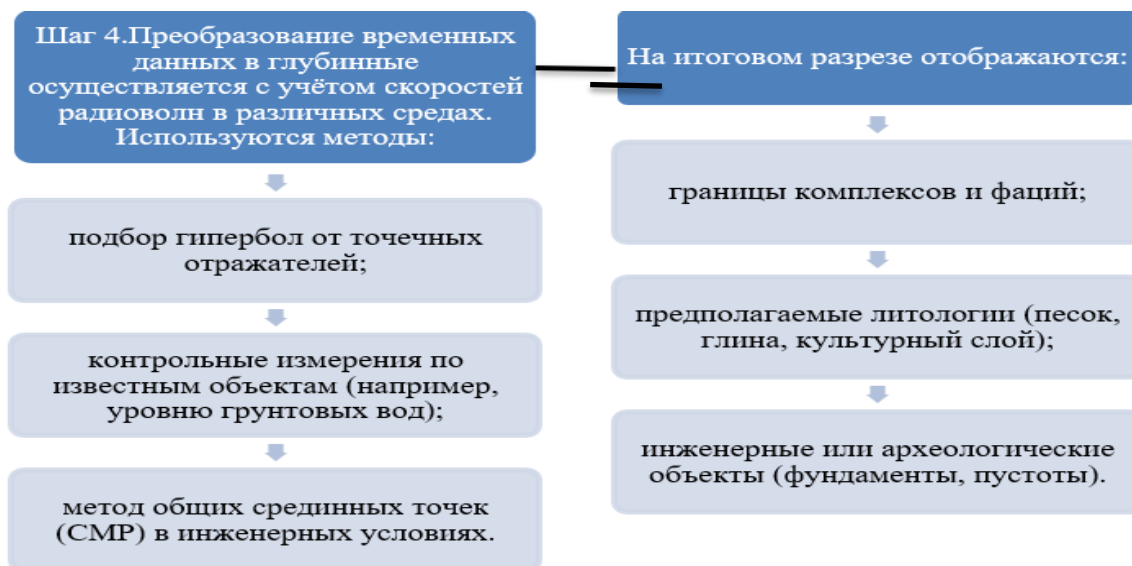 Шаг 4.Преобразование временных
данных в глубинные
осуществляется с учётом скоростей
радиоволн в различных средах.
Используются методы:
подбор гипербол от точечных
отражателей;
контрольные измерения по
известным объектам (например,
уровню грунтовых вод);
метод общих срединных точек
(СМР) в инженерных условиях.
На итоговом разрезе отображаются:
границы комплексов и фаций;
предполагаемые литологии (песок,
глина, культурный слой);
инженерные или археологические
объекты (фундаменты, пустоты).